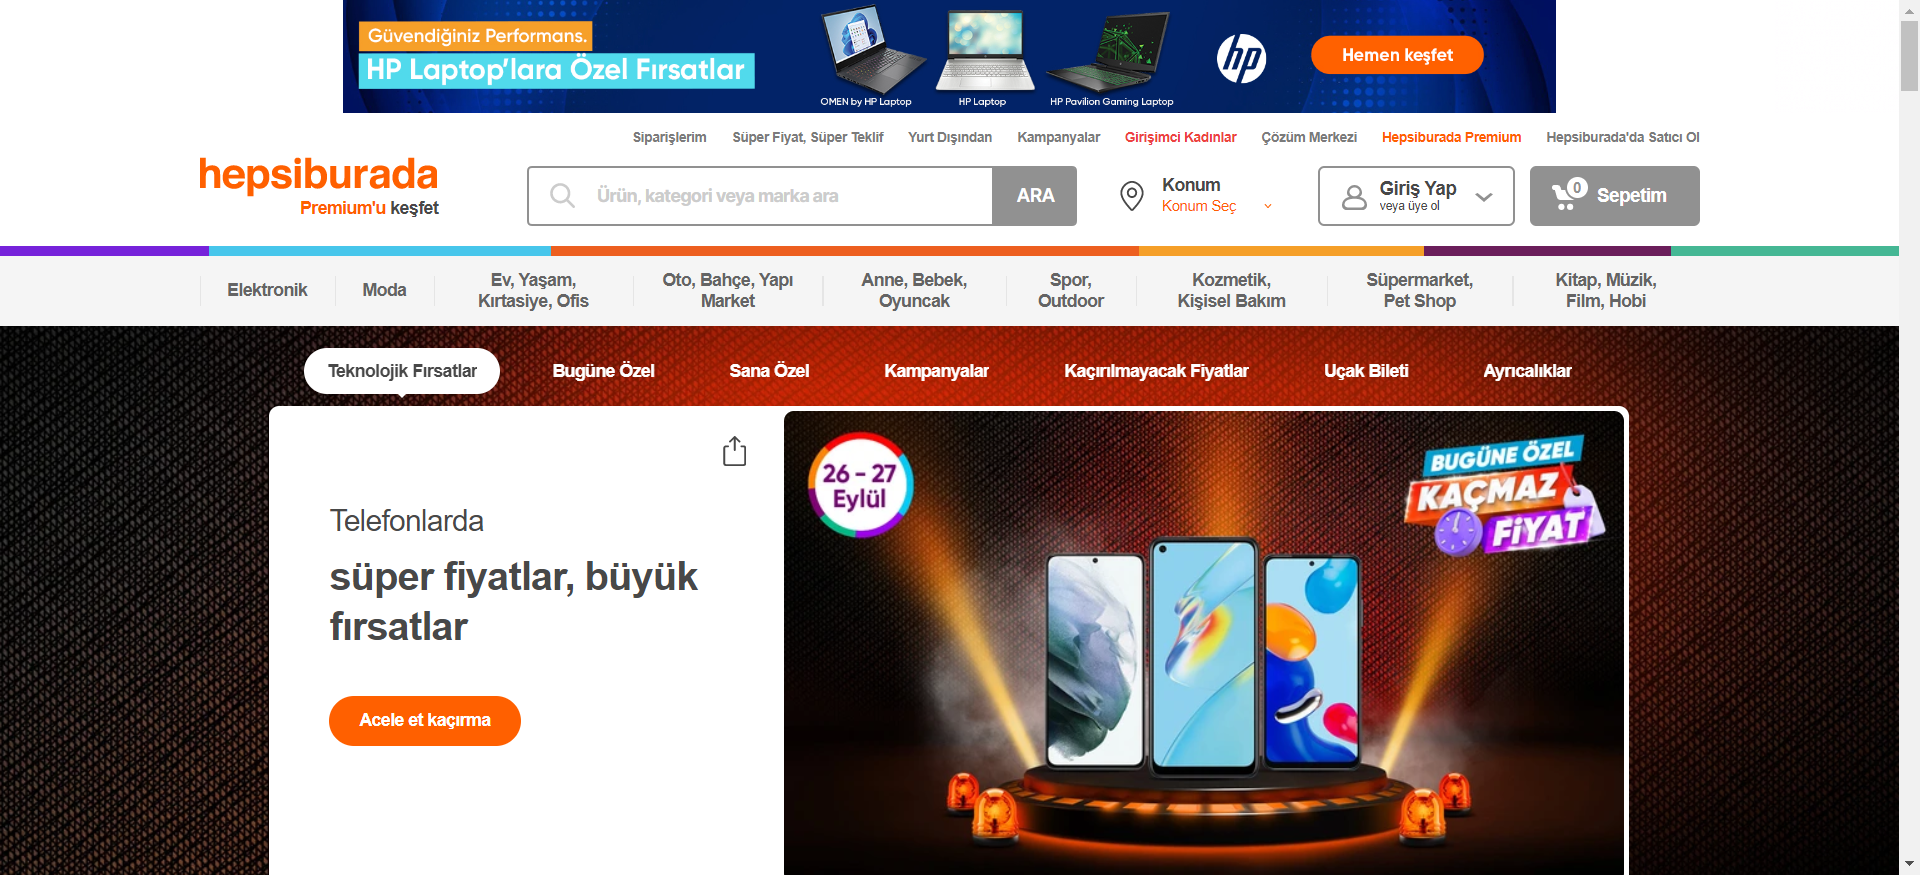 Güvendiğiniz Performans.
HP Laptop'lara Özel Fırsatlar
OMEN by HP Laptop
HP Laptop
HP Pavilion Gaming Laptop
hp
Hemen keşfet
Siparişlerim
Süper Fiyat, Süper Teklif
Yurt Dışından
Kampanyalar
Girişimci Kadınlar
Çözüm Merkezi
Hepsiburada Premium
Hepsiburada'da Satıcı Ol
hepsiburada
Premium'u keşfet
Ürün, kategori veya marka ara
ARA
Konum
Konum Seç
Giriş Yap
veya üye ol
0
Sepetim
Elektronik
Moda
Ev, Yaşam,
Kırtasiye, Ofis
Oto, Bahçe, Yapı
Market
Anne, Bebek,
Oyuncak
Spor,
Outdoor
Kozmetik,
Kişisel Bakım
Süpermarket,
Pet Shop
Kitap, Müzik,
Film, Hobi
Teknolojik Fırsatlar
Bugüne Özel
Sana Özel
Kampanyalar
Kaçırılmayacak Fiyatlar
Uçak Bileti
Ayrıcalıklar
Telefonlarda
süper fiyatlar, büyük
fırsatlar
Acele et kaçırma
26 - 27
Eylül
BUGÜNE ÖZEL
KAÇMAZ
FİYAT